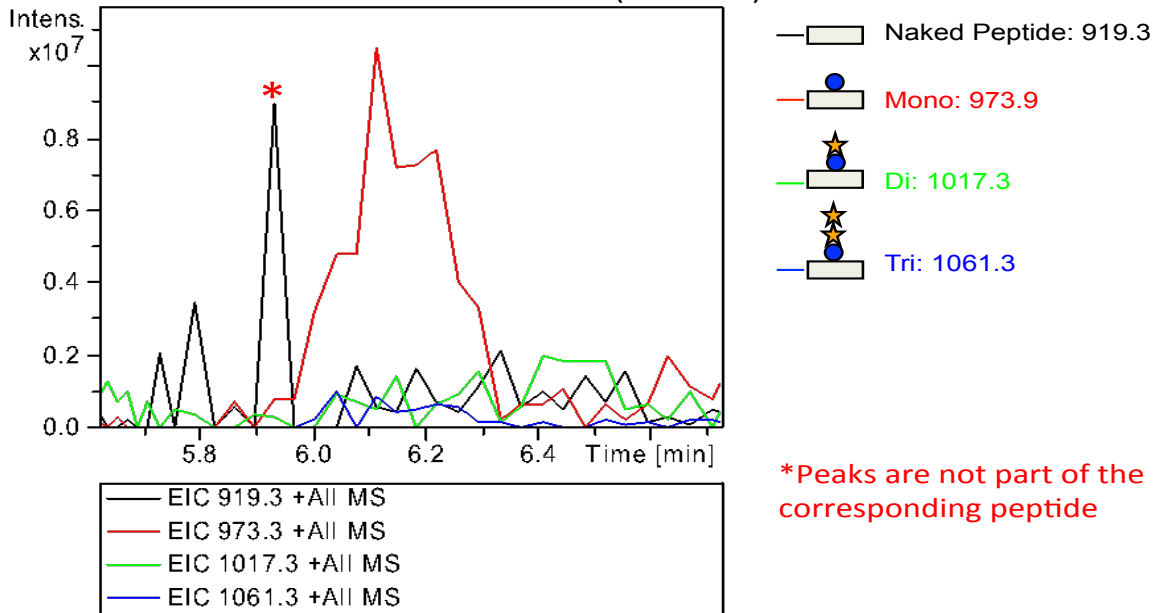 Intens.
x10⁷
0.8
0.6
0.4
0.2
0.0
5.8 6.0 6.2 6.4 Time [min]
*
EIC 919.3 +All MS
EIC 973.3 +All MS
EIC 1017.3 +All MS
EIC 1061.3 +All MS
Naked Peptide: 919.3
Mono: 973.9
Di: 1017.3
Tri: 1061.3
*Peaks are not part of the
corresponding peptide